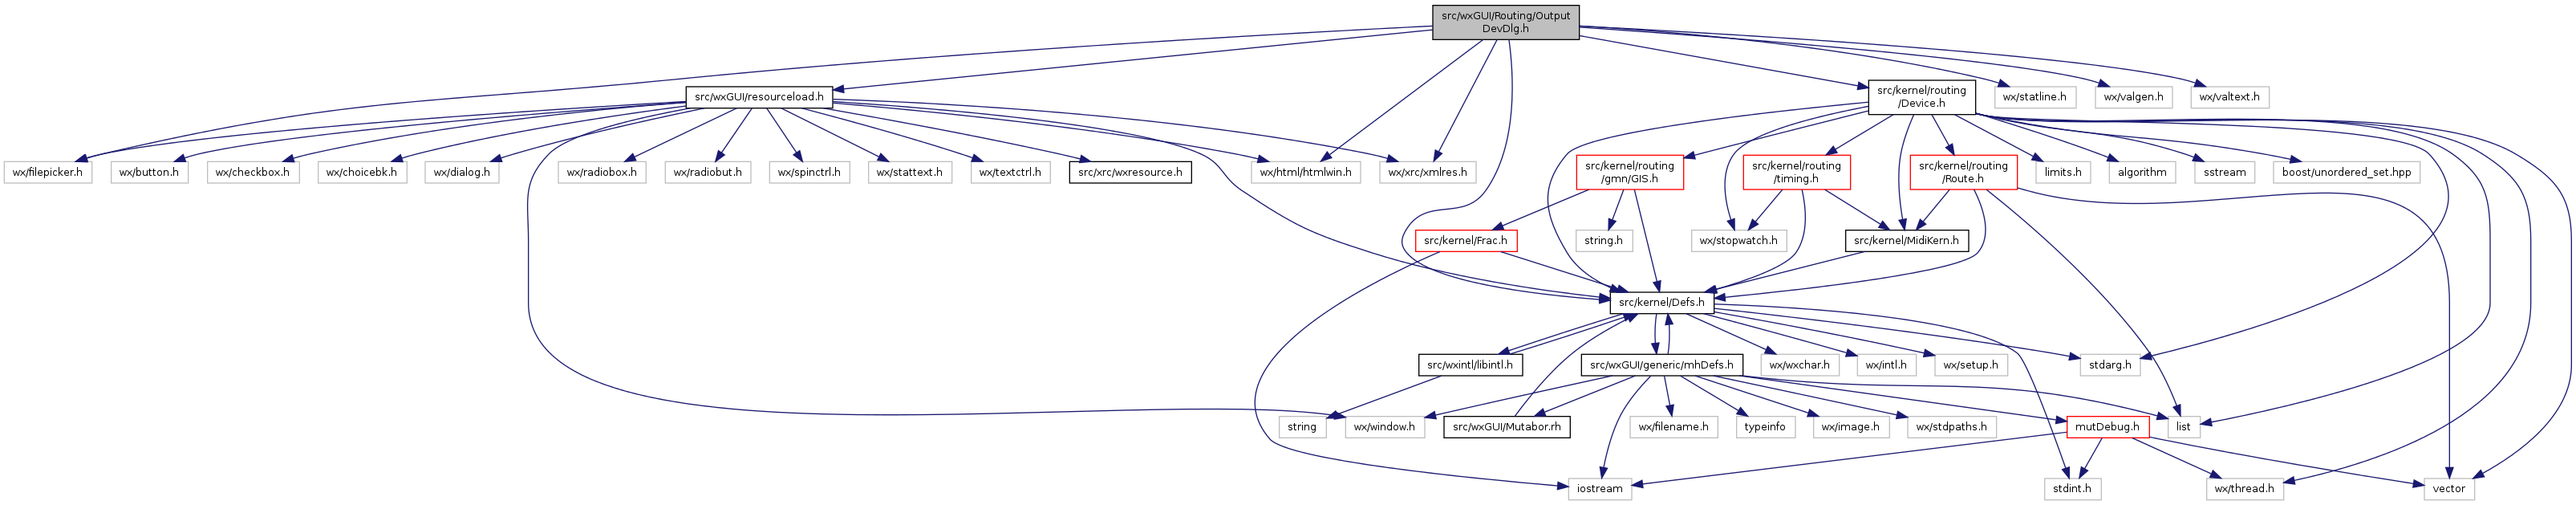 src/wxGUI/Routing/Output
DevDlg.h
src/wxGUI/resourceload.h
src/kernel/routing
/Device.h
wx/statline.h
wx/valgen.h
wx/valtext.h
wx/filepicker.h
wx/button.h
wx/checkbox.h
wx/choicebk.h
wx/dialog.h
wx/radiobox.h
wx/radiobut.h
wx/spinctrl.h
wx/stattext.h
wx/textctrl.h
src/xrc/wxresource.h
wx/html/htmlwin.h
wx/xrc/xmlres.h
src/kernel/routing
/gmn/GIS.h
src/kernel/routing
/timing.h
src/kernel/routing
/Route.h
limits.h
algorithm
sstream
boost/unordered_set.hpp
src/kernel/Frac.h
string.h
wx/stopwatch.h
src/kernel/MidiKern.h
src/kernel/Defs.h
src/wxintl/libintl.h
src/wxGUI/generic/mhDefs.h
wx/wxchar.h
wx/intl.h
wx/setup.h
stdarg.h
string
wx/window.h
src/wxGUI/Mutabor.rh
wx/filename.h
typeinfo
wx/image.h
wx/stdpaths.h
mutDebug.h
list
iostream
stdint.h
wx/thread.h
vector